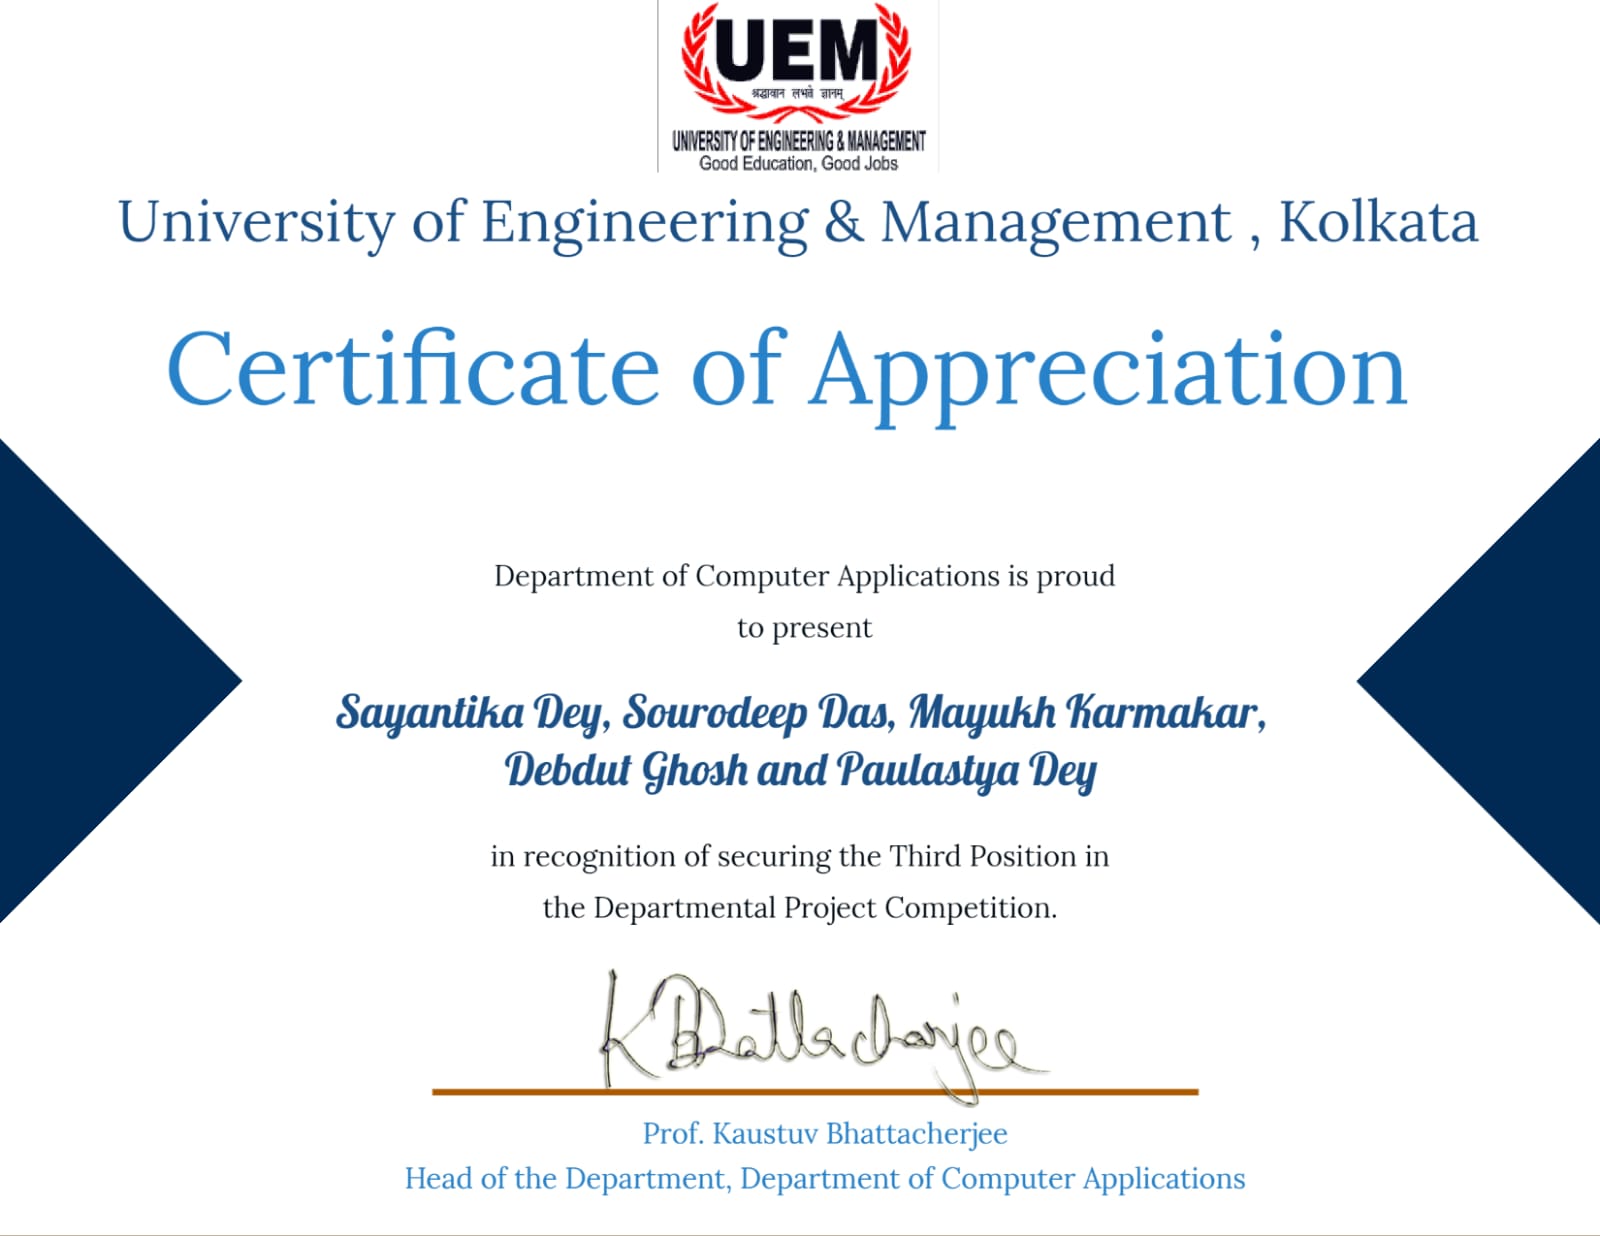 UEM
श्रद्धावान लभते ज्ञानम्
UNIVERSITY OF ENGINEERING & MANAGEMENT
Good Education, Good Jobs
University of Engineering & Management , Kolkata
Certificate of Appreciation
Department of Computer Applications is proud
to present
Sayantika Dey, Sourodeep Das, Mayukh Karmakar,
Debdut Ghosh and Paulastya Dey
in recognition of securing the Third Position in
the Departmental Project Competition.
K Bhattacharjee
Prof. Kaustuv Bhattacherjee
Head of the Department, Department of Computer Applications